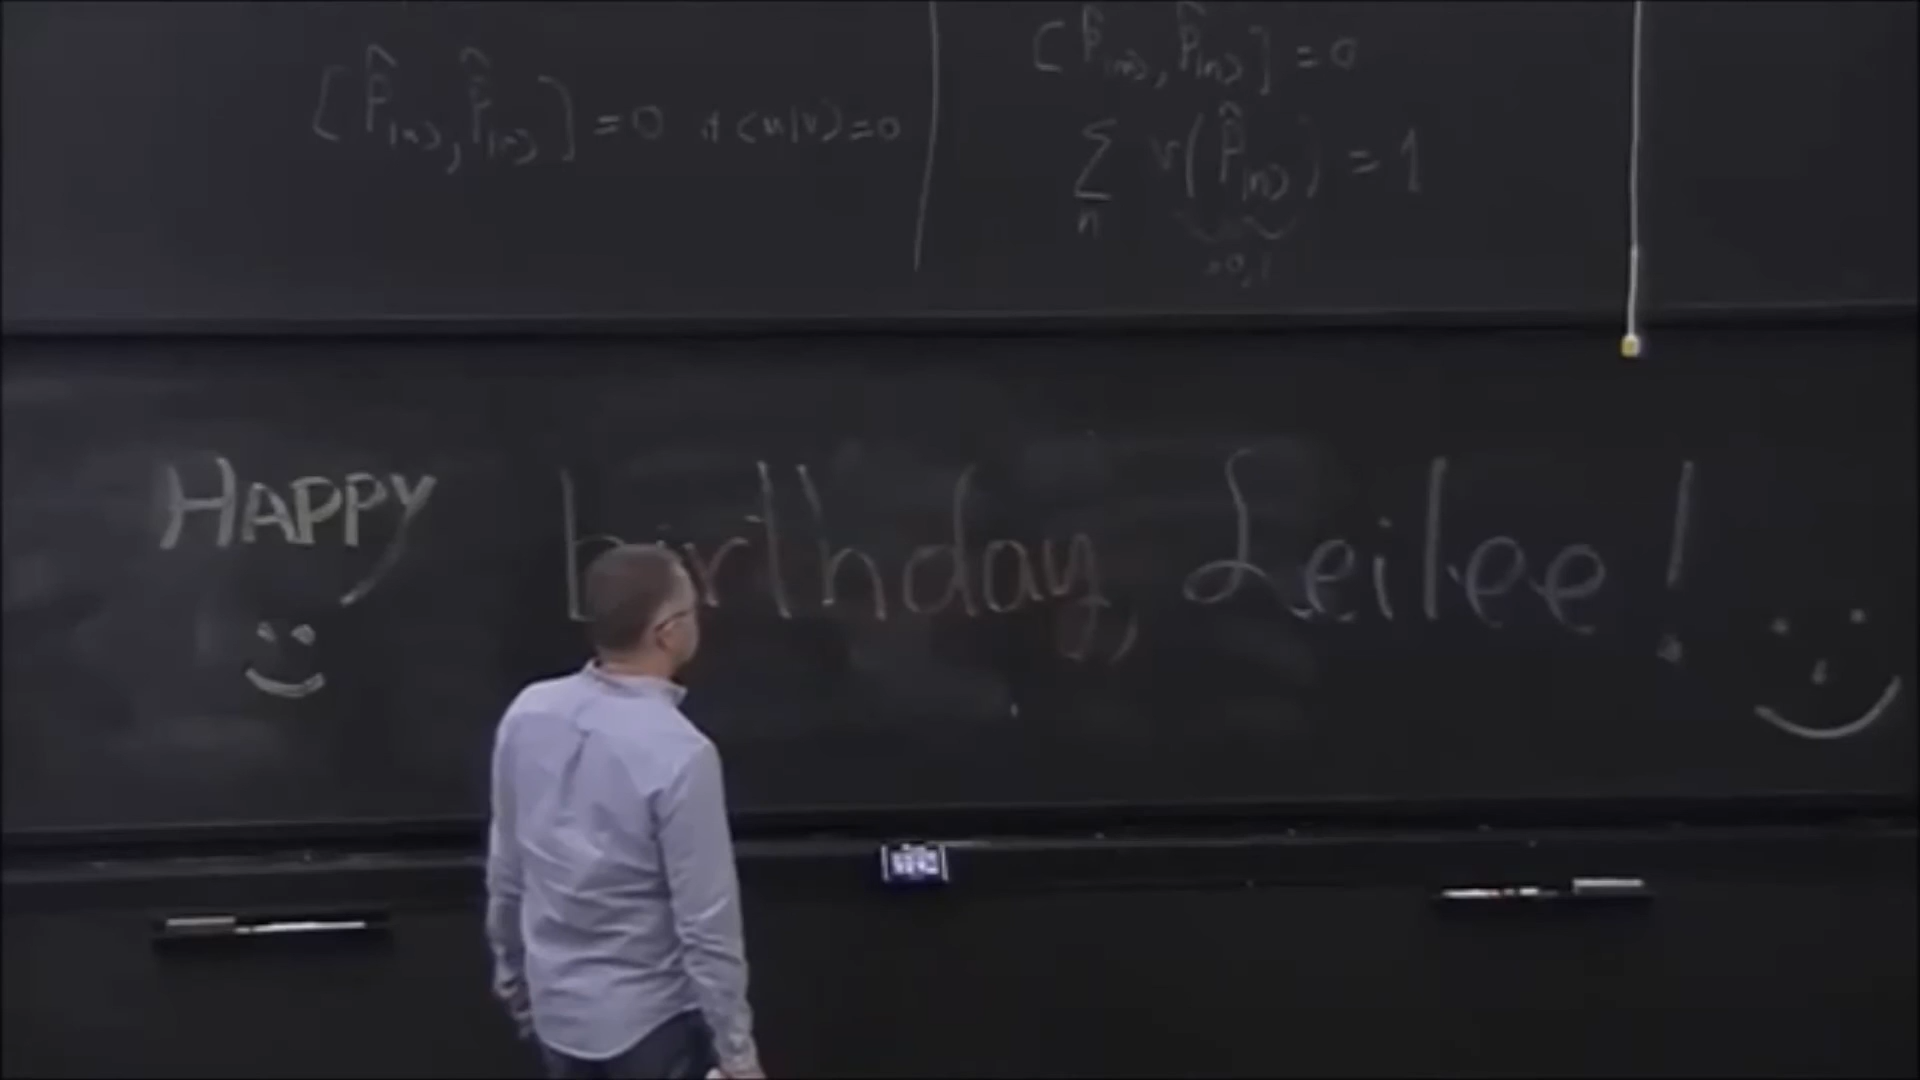 [P̂|u⟩, P̂|v⟩] = 0 if ⟨u|v⟩ = 0
[P̂|m⟩, P̂|n⟩] = 0
∑ₙ v(P̂|n⟩) = 1
=0,1
HAPPY birthday, Leilee!